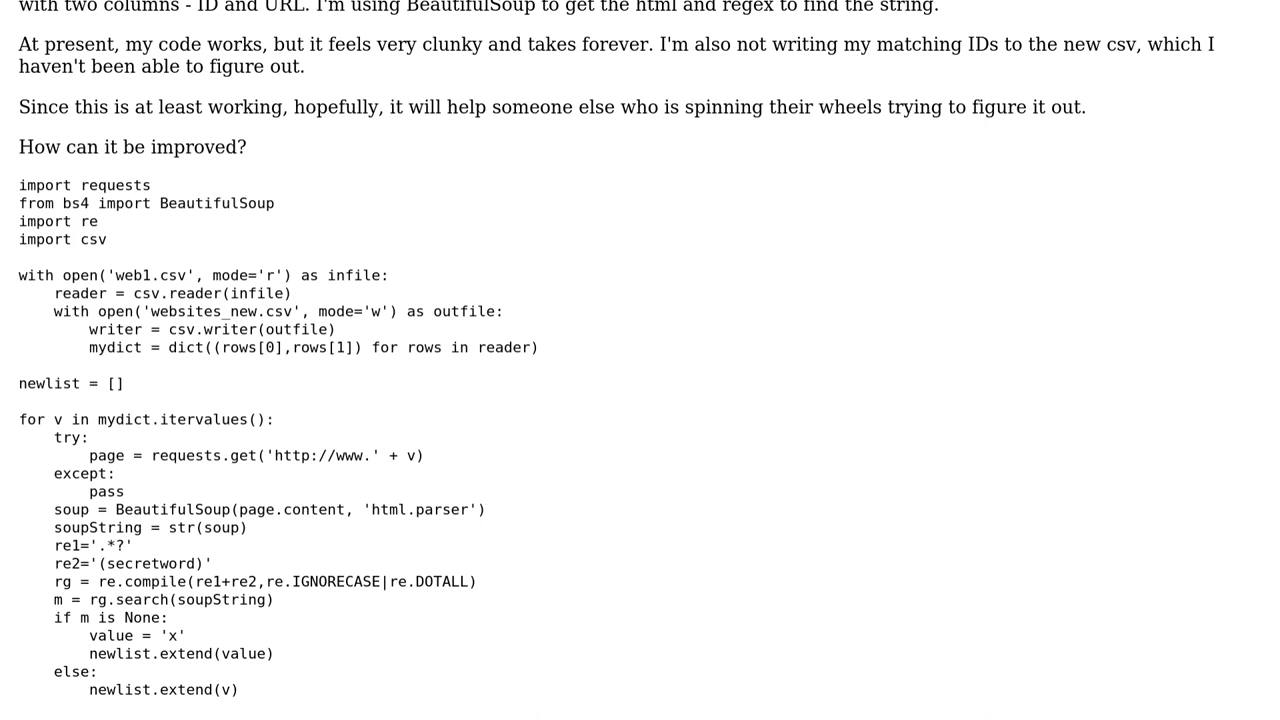 with two columns - ID and URL. I'm using BeautifulSoup to get the html and regex to find the string.
At present, my code works, but it feels very clunky and takes forever. I'm also not writing my matching IDs to the new csv, which I
haven't been able to figure out.
Since this is at least working, hopefully, it will help someone else who is spinning their wheels trying to figure it out.
How can it be improved?
import requests
from bs4 import BeautifulSoup
import re
import csv
with open('web1.csv', mode='r') as infile:
    reader = csv.reader(infile)
    with open('websites_new.csv', mode='w') as outfile:
        writer = csv.writer(outfile)
        mydict = dict((rows[0],rows[1]) for rows in reader)
newlist = []
for v in mydict.itervalues():
    try:
        page = requests.get('http://www.' + v)
    except:
        pass
    soup = BeautifulSoup(page.content, 'html.parser')
    soupString = str(soup)
    re1='.*?'
    re2='(secretword)'
    rg = re.compile(re1+re2,re.IGNORECASE|re.DOTALL)
    m = rg.search(soupString)
    if m is None:
        value = 'x'
        newlist.extend(value)
    else:
        newlist.extend(v)